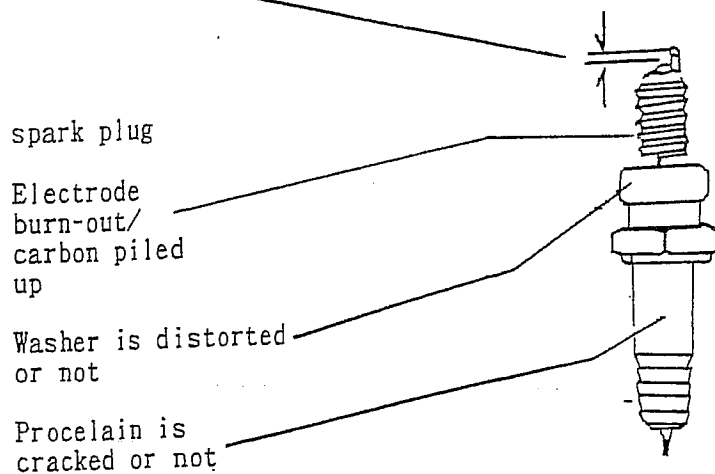 spark plug
Electrode
burn-out/
carbon piled
up
Washer is distorted
or not
Procelain is
cracked or not